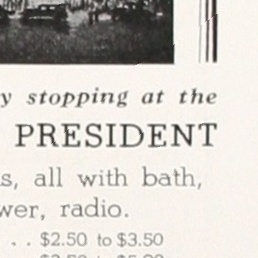 y stopping at the
PRESIDENT
s, all with bath,
wer, radio.
. . $2.50 to $3.50